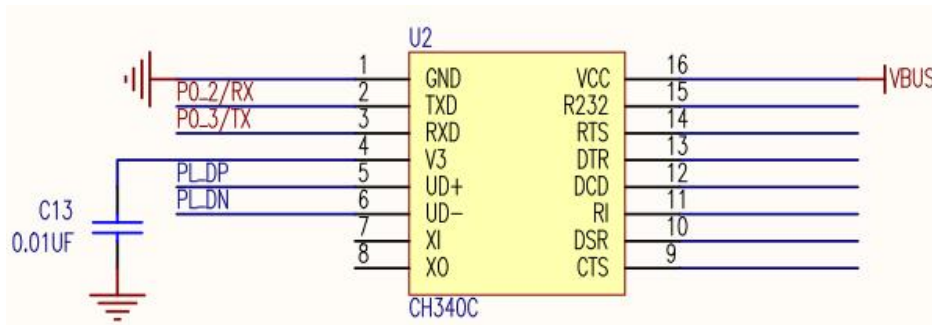 U2
1 GND VCC 16 VBUS
P0_2/RX 2 TXD R232 15
P0_3/TX 3 RXD RTS 14
4 V3 DTR 13
PL_DP 5 UD+ DCD 12
PL_DN 6 UD- RI 11
C13
0.01UF
7 XI DSR 10
8 XO CTS 9
CH340C